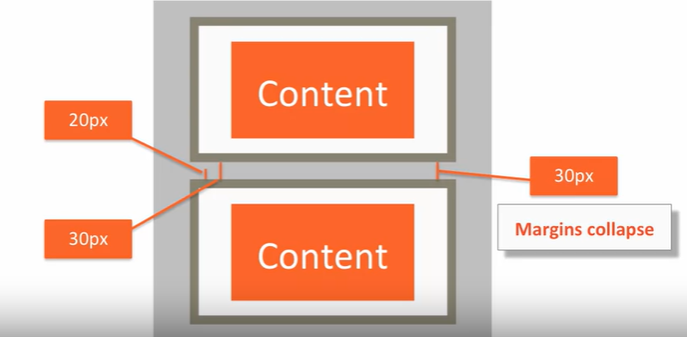 Content
20px
30px
30px
Margins collapse
Content